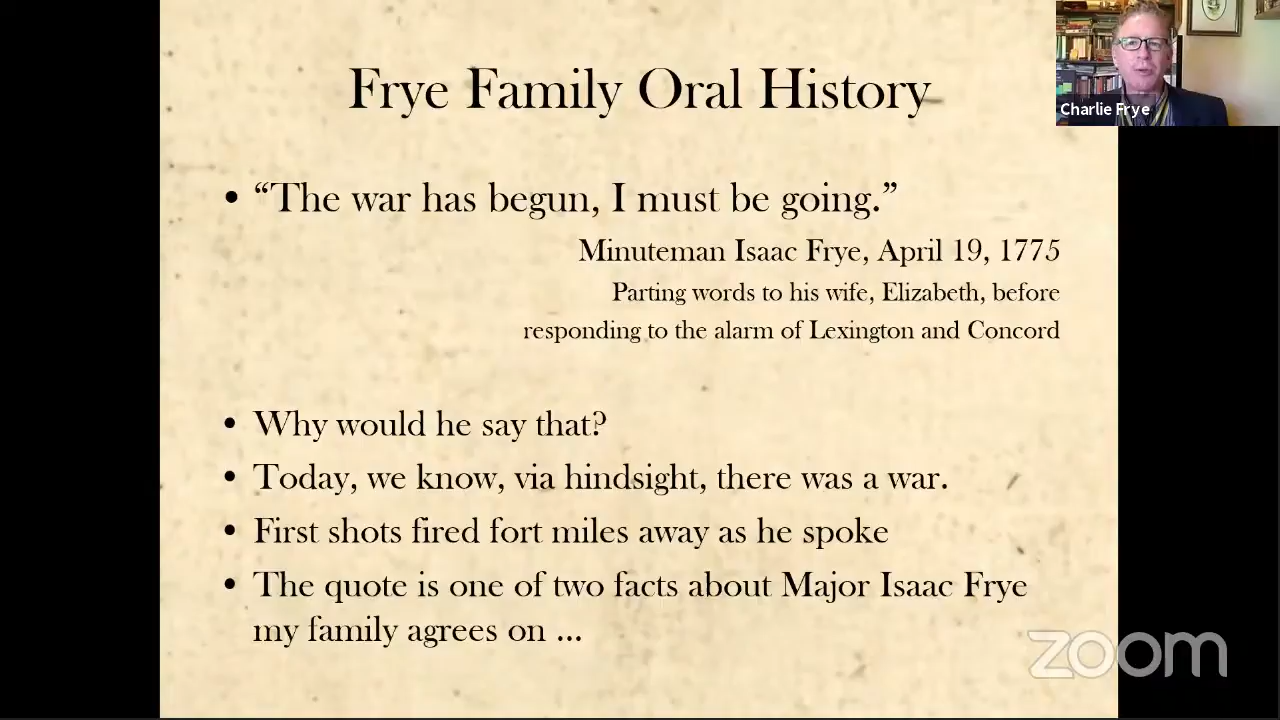 Frye Family Oral History
Charlie Frye
• “The war has begun, I must be going.”
Minuteman Isaac Frye, April 19, 1775
Parting words to his wife, Elizabeth, before
responding to the alarm of Lexington and Concord
• Why would he say that?
• Today, we know, via hindsight, there was a war.
• First shots fired fort miles away as he spoke
• The quote is one of two facts about Major Isaac Frye
my family agrees on ...
zoom